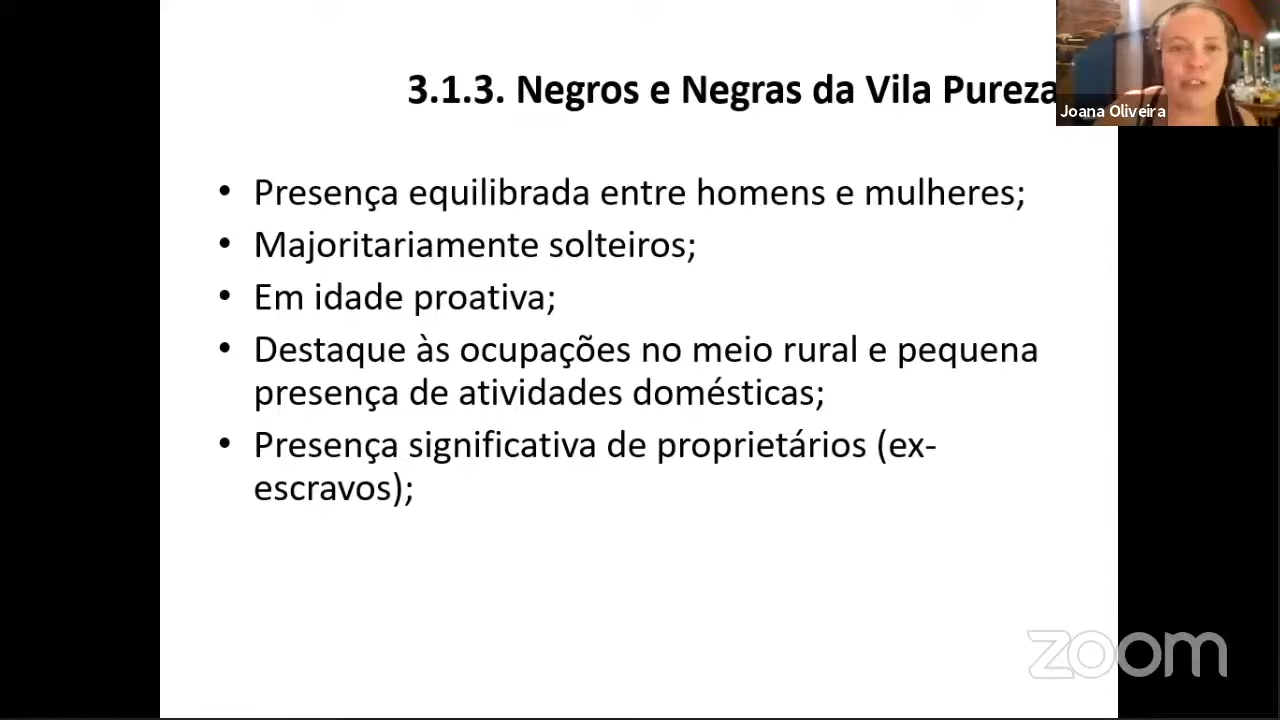 3.1.3. Negros e Negras da Vila Pureza
Joana Oliveira
• Presença equilibrada entre homens e mulheres;
• Majoritariamente solteiros;
• Em idade proativa;
• Destaque às ocupações no meio rural e pequena
presença de atividades domésticas;
• Presença significativa de proprietários (ex-
escravos);
zoom